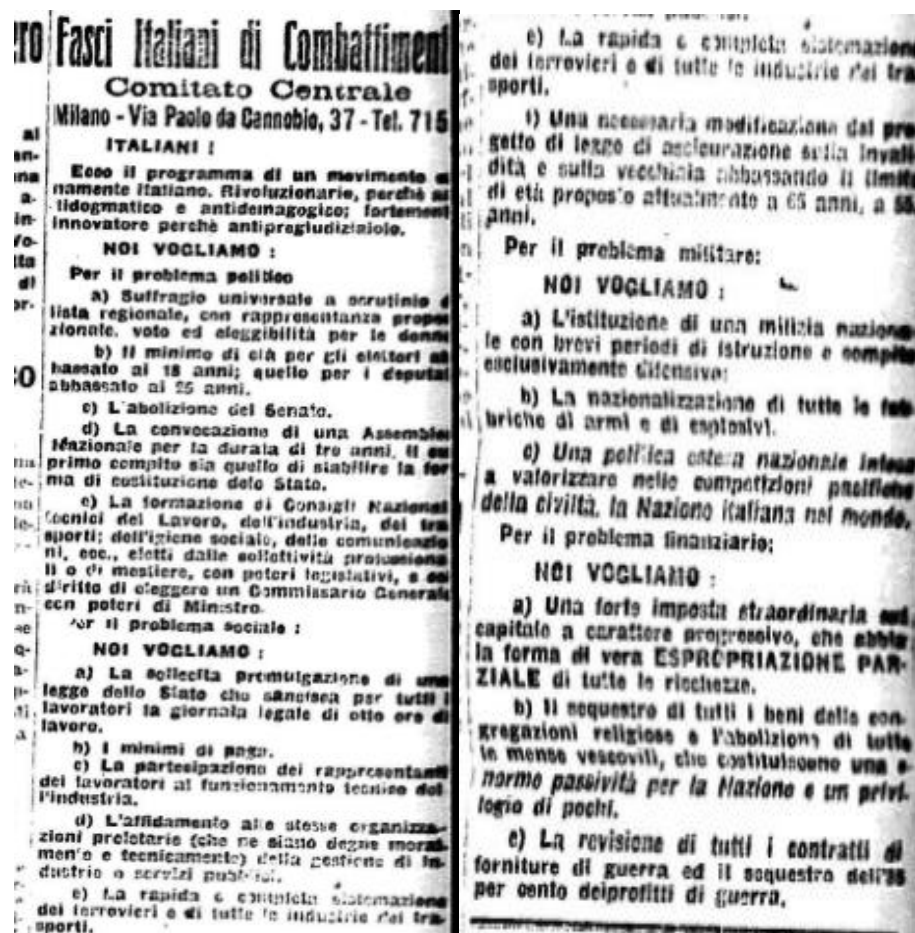 Fasci Italiani di Combattiment
Comitato Centrale
Milano - Via Paolo da Cannobio, 37 - Tel. 715
ITALIANI !
Ecco il programma di un movimento
namente italiano. Rivoluzionario, perchè
tidogmatico e antidemagogico; fortement
innovatore perchè antipregiudizialolo.
NOI VOGLIAMO :
Per il problema politico
a) Suffragio universale a scrutinio d
lista regionale, con rappresentanza propor
zionale, voto ed eleggibilità per le donne
b) Il minimo di età per gli elettori ab
bassato ai 18 anni; quello per i deputat
abbassato ai 25 anni.
c) L'abolizione del Senato.
d) La convocazione di una Assemblea
Nazionale per la durata di tre anni, il su
primo compito sia quello di stabilire la for
ma di costituzione delo Stato.
e) La formazione di Consigli Nazional
tecnici del Lavoro, dell'industria, dei tra
sporti; dell'igiene sociale, delle comunicazio
ni, ecc., eletti dalle collettività professiona
li o di mestiere, con poteri legislativi, e col
diritto di eleggere un Commissario Generale
con poteri di Ministro.
Per il problema sociale :
NOI VOGLIAMO :
a) La sollecita promulgazione di una
legge dello Stato che sancisca per tutti i
lavoratori la giornata legale di otto ore di
lavoro.
b) I minimi di paga.
c) La partecipazione dei rappresentanti
dei lavoratori al funzionamento tecnico del
l'industria.
d) L'affidamento alle stesse organizza-
zioni proletarie (che ne siano degne moral
mente e tecnicamente) della gestione di in
dustrie o servizi pubblici.
e) La rapida e completa sistemazione
dei ferrovieri e di tutte le industrie dei tra
sporti.
e) La rapida e completa sistemazione
dei ferrovieri e di tutte le industrie dei tra
sporti.
f) Una necessaria modificazione del pro
getto di legge di assicurazione sulla invali
dità e sulla vecchiaia abbassando il limite
di età proposto attualmente a 65 anni, a 55
anni.
Per il problema militare:
NOI VOGLIAMO :
a) L'istituzione di una milizia naziona
le con brevi periodi di istruzione e compito
esclusivamente difensivo;
b) La nazionalizzazione di tutte le fab
briche di armi e di esplosivi.
c) Una politica estera nazionale intesa
a valorizzare nelle competizioni pacifiche
della civiltà, la Nazione italiana nel mondo.
Per il problema finanziario:
NOI VOGLIAMO :
a) Una forte imposta straordinaria sul
capitale a carattere progressivo, che abbia
la forma di vera ESPROPRIAZIONE PAR-
ZIALE di tutte le ricchezze.
b) Il sequestro di tutti i beni delle con
gregazioni religiose e l'abolizione di tutte
le mense vescovili, che costituiscono una e-
norme passività per la Nazione e un privi
legio di pochi.
c) La revisione di tutti i contratti di
forniture di guerra ed il sequestro dell'85
per cento deiprofitti di guerra.